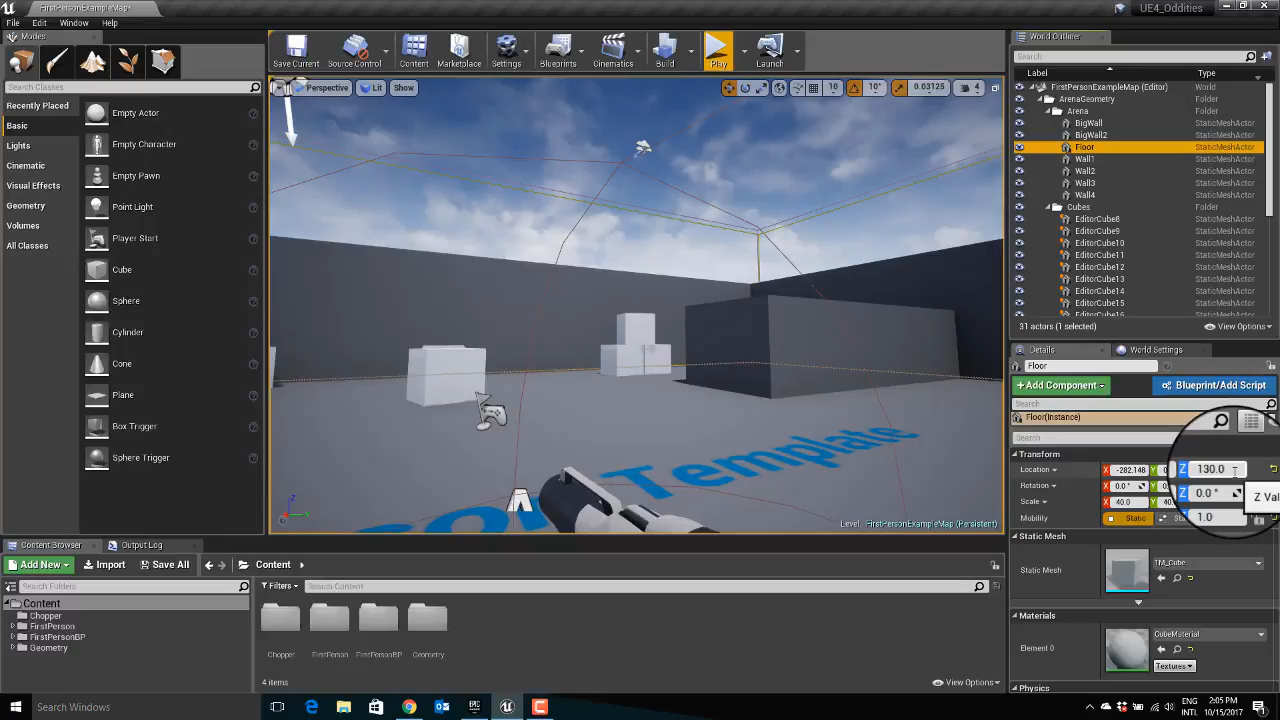 FirstPersonExampleMap*
UE4_Oddities
File Edit Window Help
Modes
Search Classes
Recently Placed
Basic
Lights
Cinematic
Visual Effects
Geometry
Volumes
All Classes
Empty Actor
Empty Character
Empty Pawn
Point Light
Player Start
Cube
Sphere
Cylinder
Cone
Plane
Box Trigger
Sphere Trigger
Save Current
Source Control
Content
Marketplace
Settings
Blueprints
Cinematics
Build
Play
Launch
Perspective
Lit
Show
10
10°
0.03125
4
Template
Level: FirstPersonExampleMap (Persistent)
World Outliner
Search
Label Type
FirstPersonExampleMap (Editor) World
ArenaGeometry Folder
Arena Folder
BigWall StaticMeshActor
BigWall2 StaticMeshActor
Floor StaticMeshActor
Wall1 StaticMeshActor
Wall2 StaticMeshActor
Wall3 StaticMeshActor
Wall4 StaticMeshActor
Cubes Folder
EditorCube8 StaticMeshActor
EditorCube9 StaticMeshActor
EditorCube10 StaticMeshActor
EditorCube11 StaticMeshActor
EditorCube12 StaticMeshActor
EditorCube13 StaticMeshActor
EditorCube14 StaticMeshActor
EditorCube15 StaticMeshActor
31 actors (1 selected)
View Options
Details World Settings
Floor
+Add Component
Blueprint/Add Script
Search
Floor(Instance)
Search
Transform
Location X -282.148 Y Z 130.0
Rotation X 0.0 ° Y Z 0.0 °
Scale X 40.0 Y 40 1.0
Z Val
Mobility Static
Static Mesh
Static Mesh 1M_Cube
Materials
Element 0 CubeMaterial
Textures
Physics
Content Browser Output Log
Add New Import Save All Content
Search Folders
Content
Chopper
FirstPerson
FirstPersonBP
Geometry
Filters
Search Content
Chopper
FirstPerson
FirstPersonBP
Geometry
4 items
View Options
Search Windows
ENG
INTL
2:05 PM
10/15/2017